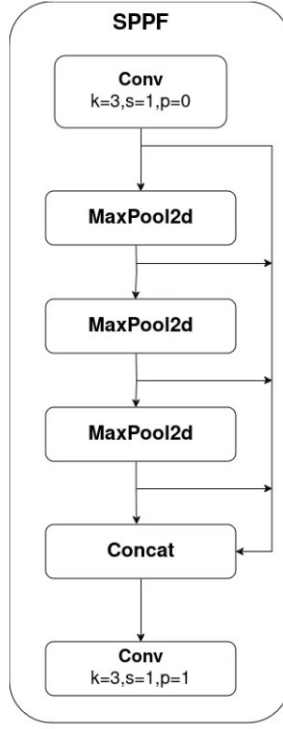 SPPF
Conv
k=3,s=1,p=0
MaxPool2d
MaxPool2d
MaxPool2d
Concat
Conv
k=3,s=1,p=1